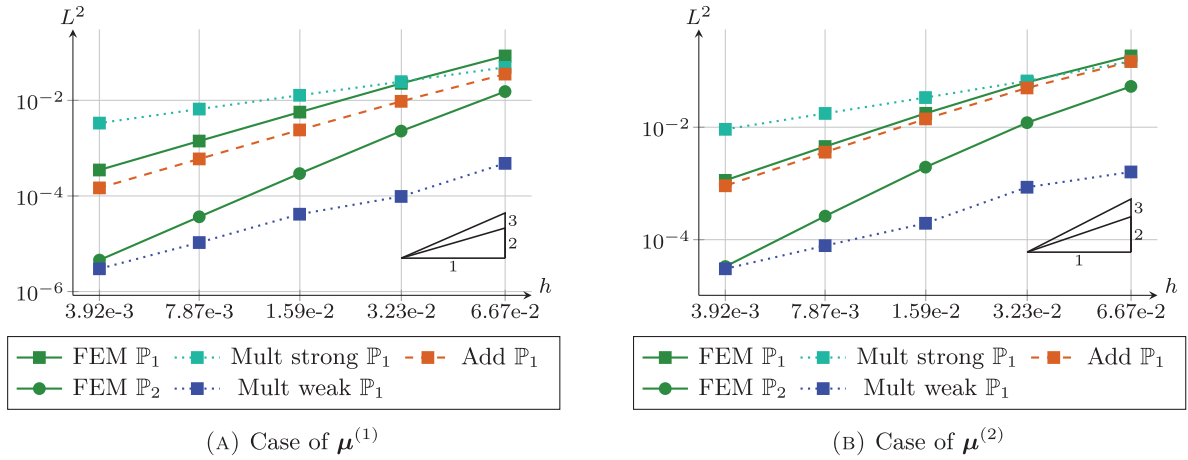 L²
10⁻²
10⁻⁴
10⁻⁶
3
2
1
h
3.92e-3 7.87e-3 1.59e-2 3.23e-2 6.67e-2
FEM ℙ₁ Mult strong ℙ₁ Add ℙ₁
FEM ℙ₂ Mult weak ℙ₁
(A) Case of 𝝁⁽¹⁾
L²
10⁻²
10⁻⁴
3
2
1
h
3.92e-3 7.87e-3 1.59e-2 3.23e-2 6.67e-2
FEM ℙ₁ Mult strong ℙ₁ Add ℙ₁
FEM ℙ₂ Mult weak ℙ₁
(B) Case of 𝝁⁽²⁾